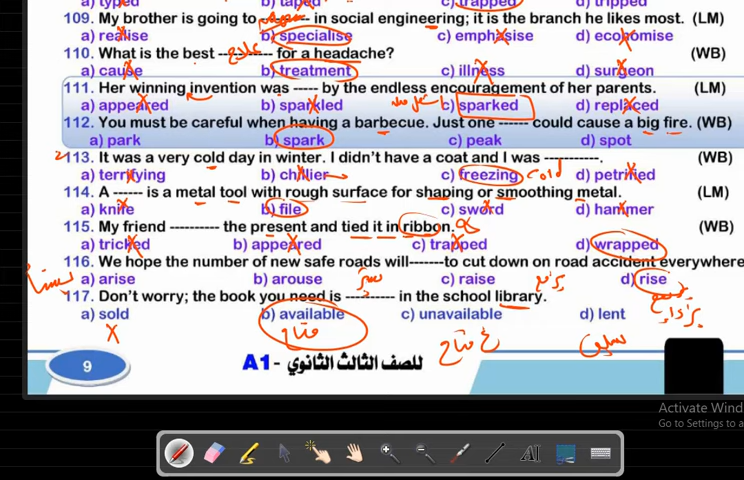 a) typed b) taped c) trapped d) tripped
109. My brother is going to ---- in social engineering; it is the branch he likes most. (LM)
a) realise b) specialise c) emphasise d) economise
110. What is the best ---------- for a headache? (WB)
علاج
a) cause b) treatment c) illness d) surgeon
111. Her winning invention was ----- by the endless encouragement of her parents. (LM)
a) appeared b) sparkled b) sparked d) replaced
112. You must be careful when having a barbecue. Just one ------ could cause a big fire. (WB)
a) park b) spark c) peak d) spot
113. It was a very cold day in winter. I didn't have a coat and I was -----------. (WB)
a) terrifying b) chillier c) freezing cold d) petrified
114. A ------ is a metal tool with rough surface for shaping or smoothing metal. (LM)
a) knife b) file c) sword d) hammer
115. My friend ---------- the present and tied it in ribbon. (WB)
a) tricked b) appeared c) trapped d) wrapped
116. We hope the number of new safe roads will-------to cut down on road accident everywhere
a) arise b) arouse c) raise d) rise
117. Don't worry; the book you need is ----------- in the school library.
a) sold b) available c) unavailable d) lent
متاح
غ متاح
9
للصف الثالث الثانوي - A1
Activate Wind
Go to Settings to a
AI